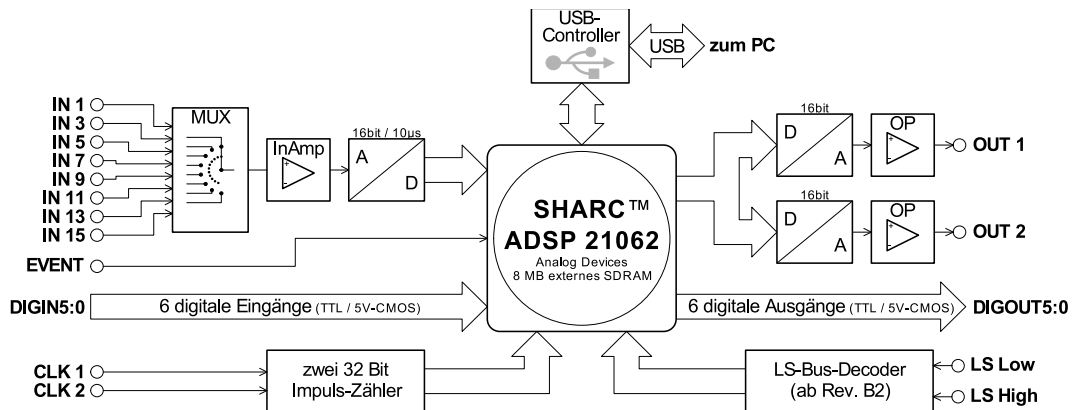 USB-
Controller
USB
zum PC
IN 1
IN 3
IN 5
IN 7
IN 9
IN 11
IN 13
IN 15
MUX
InAmp
16bit / 10µs
A
D
16bit
D
A
OP
OUT 1
16bit
D
A
OP
OUT 2
SHARC™
ADSP 21062
Analog Devices
8 MB externes SDRAM
EVENT
DIGIN5:0
6 digitale Eingänge (TTL / 5V-CMOS)
6 digitale Ausgänge (TTL / 5V-CMOS)
DIGOUT5:0
CLK 1
CLK 2
zwei 32 Bit
Impuls-Zähler
LS-Bus-Decoder
(ab Rev. B2)
LS Low
LS High